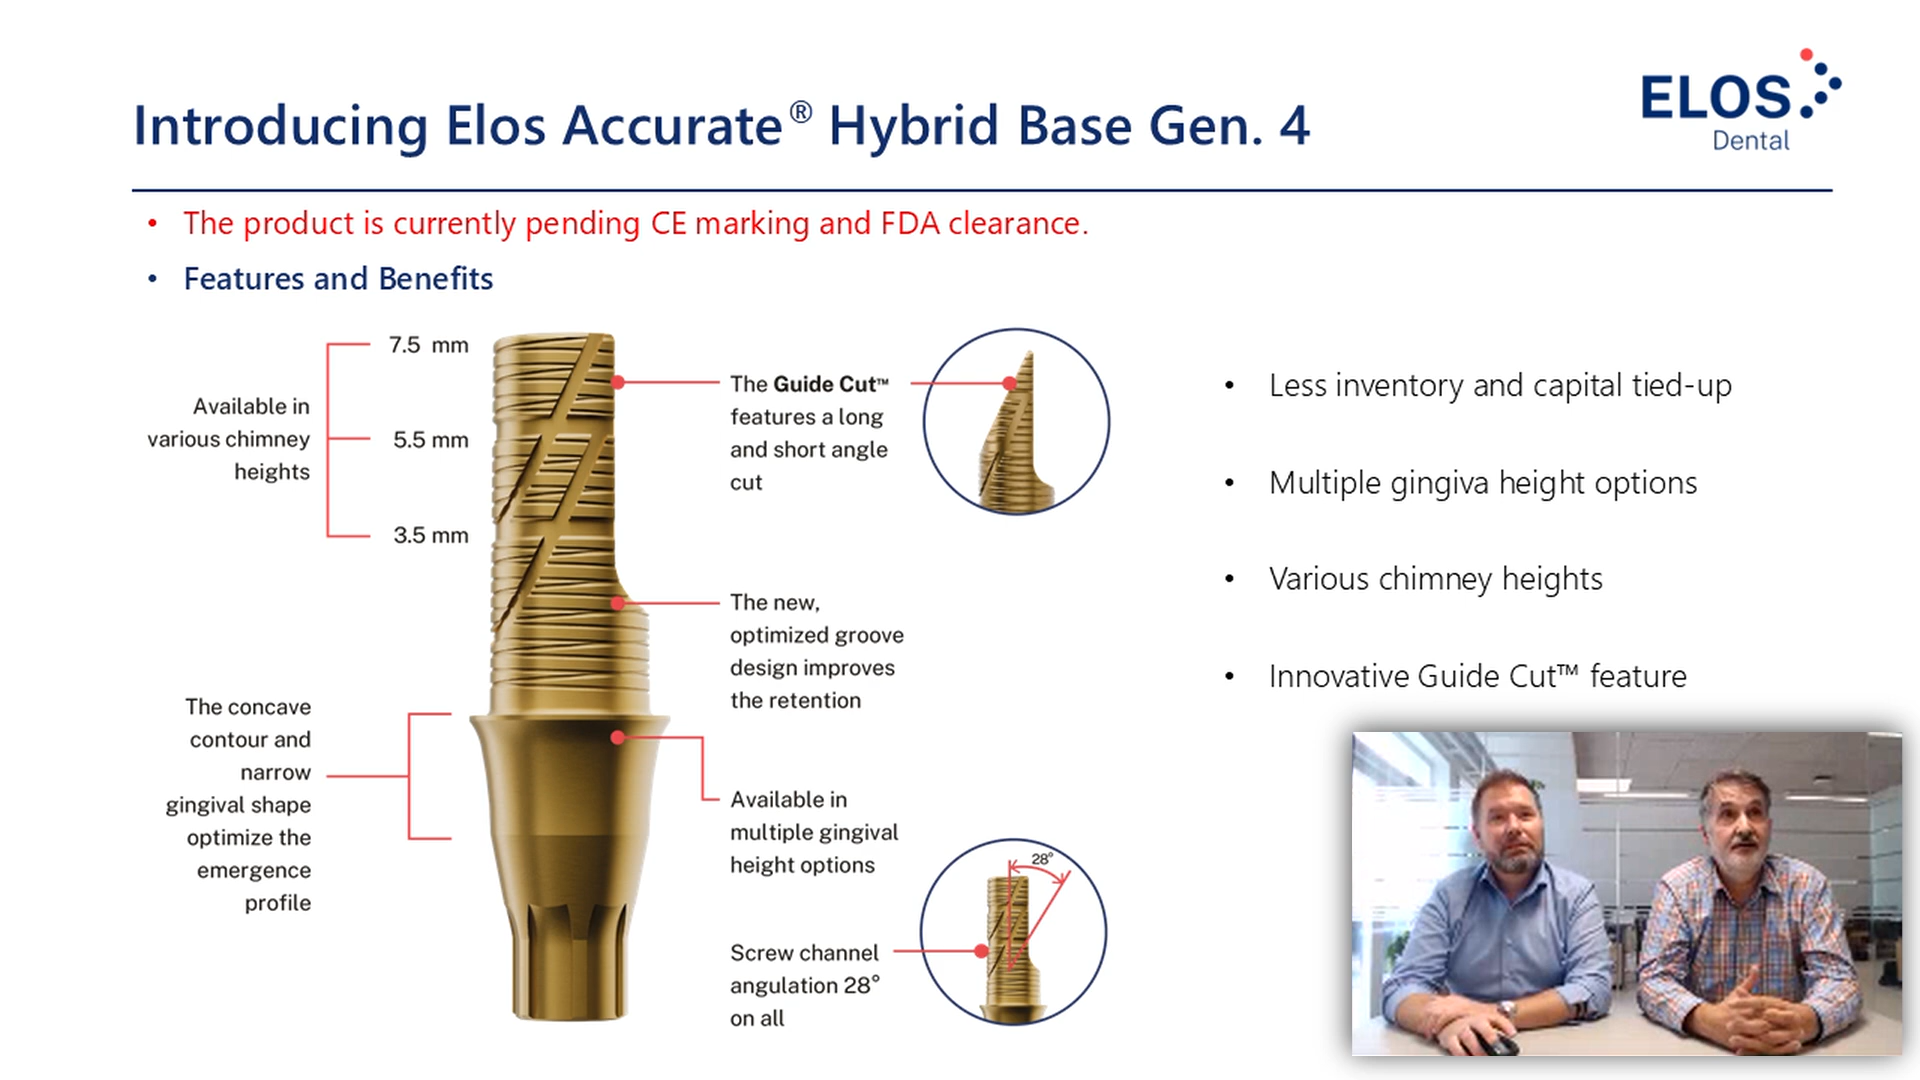 Introducing Elos Accurate® Hybrid Base Gen. 4
ELOS
Dental
• The product is currently pending CE marking and FDA clearance.
• Features and Benefits
Available in
various chimney
heights
7.5 mm
5.5 mm
3.5 mm
The Guide Cut™
features a long
and short angle
cut
The new,
optimized groove
design improves
the retention
The concave
contour and
narrow
gingival shape
optimize the
emergence
profile
Available in
multiple gingival
height options
Screw channel
angulation 28°
on all
28°
• Less inventory and capital tied-up
• Multiple gingiva height options
• Various chimney heights
• Innovative Guide Cut™ feature